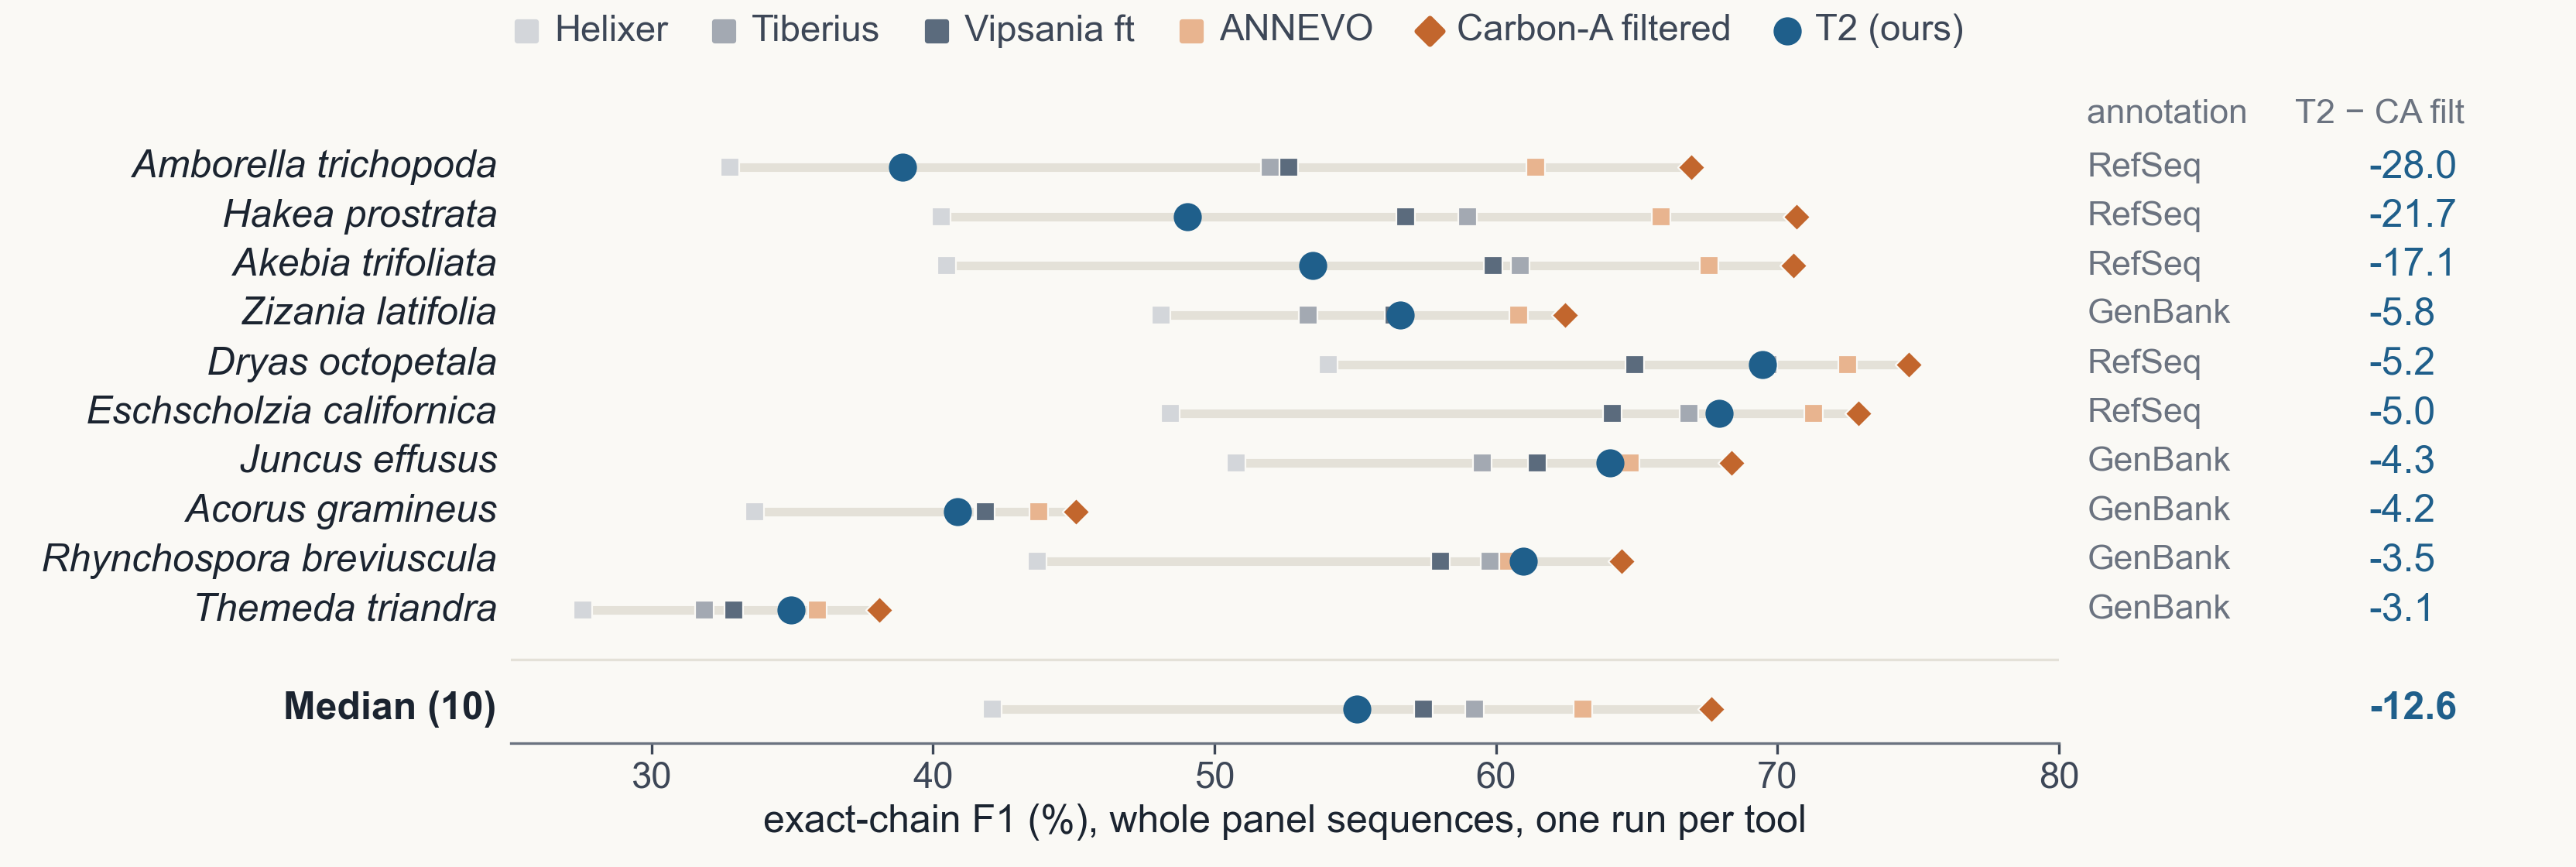 Helixer Tiberius Vipsania ft ANNEVO Carbon-A filtered T2 (ours)
annotation T2 − CA filt
Amborella trichopoda RefSeq -28.0
Hakea prostrata RefSeq -21.7
Akebia trifoliata RefSeq -17.1
Zizania latifolia GenBank -5.8
Dryas octopetala RefSeq -5.2
Eschscholzia californica RefSeq -5.0
Juncus effusus GenBank -4.3
Acorus gramineus GenBank -4.2
Rhynchospora breviuscula GenBank -3.5
Themeda triandra GenBank -3.1
Median (10) -12.6
30 40 50 60 70 80
exact-chain F1 (%), whole panel sequences, one run per tool